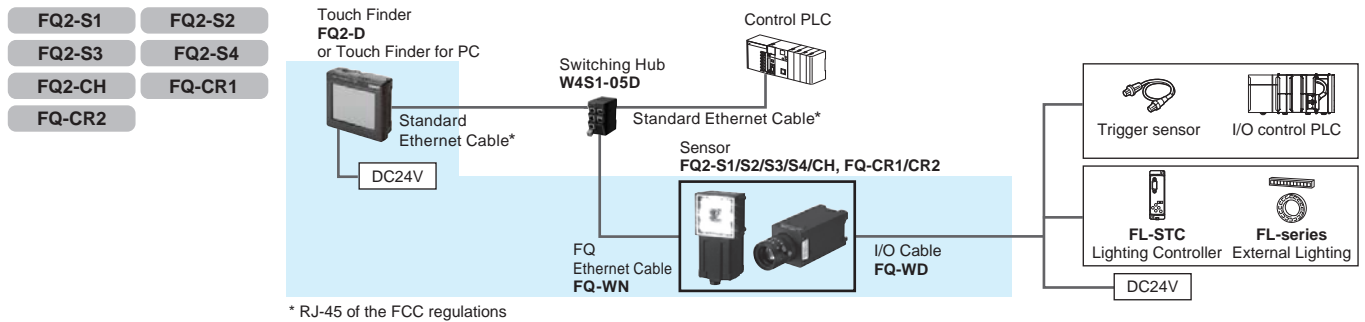 FQ2-S1
FQ2-S2
FQ2-S3
FQ2-S4
FQ2-CH
FQ-CR1
FQ-CR2
Touch Finder
FQ2-D
or Touch Finder for PC
Standard
Ethernet Cable*
DC24V
Switching Hub
W4S1-05D
Control PLC
Standard Ethernet Cable*
Sensor
FQ2-S1/S2/S3/S4/CH, FQ-CR1/CR2
FQ
Ethernet Cable
FQ-WN
I/O Cable
FQ-WD
Trigger sensor
I/O control PLC
FL-STC
Lighting Controller
FL-series
External Lighting
DC24V
* RJ-45 of the FCC regulations